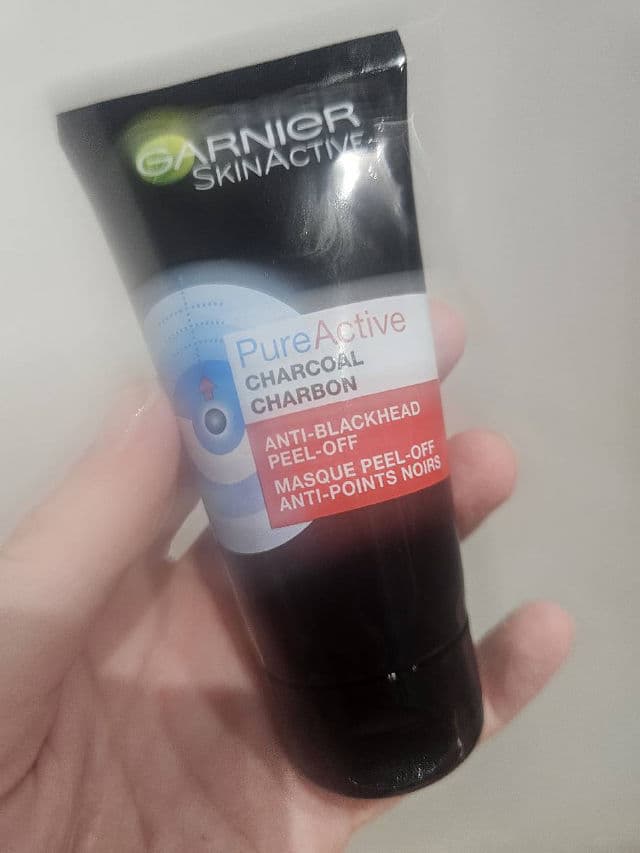 GARNIER
SKINACTIVE
PureActive
CHARCOAL
CHARBON
ANTI-BLACKHEAD
PEEL-OFF
MASQUE PEEL-OFF
ANTI-POINTS NOIRS